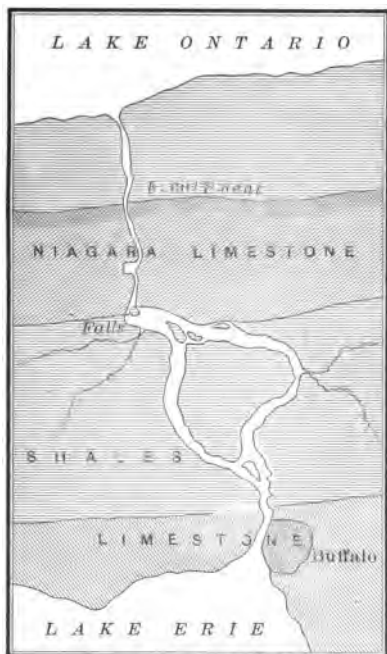 LAKE ONTARIO
NIAGARA LIMESTONE
Falls
SHALES
LIMESTONE
Buffalo
LAKE ERIE